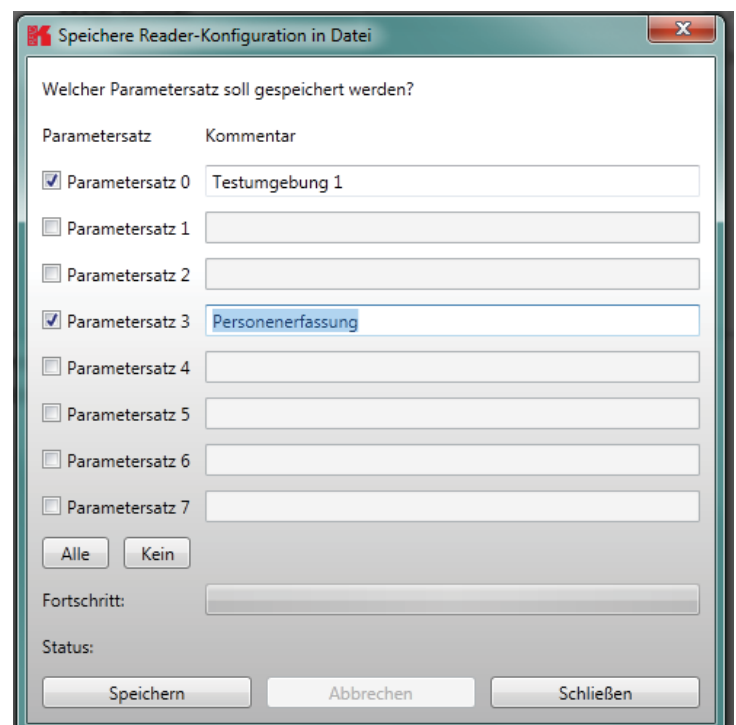 Speichere Reader-Konfiguration in Datei
Welcher Parametersatz soll gespeichert werden?
Parametersatz Kommentar
Parametersatz 0 Testumgebung 1
Parametersatz 1
Parametersatz 2
Parametersatz 3 Personenerfassung
Parametersatz 4
Parametersatz 5
Parametersatz 6
Parametersatz 7
Alle Kein
Fortschritt:
Status:
Speichern Abbrechen Schließen